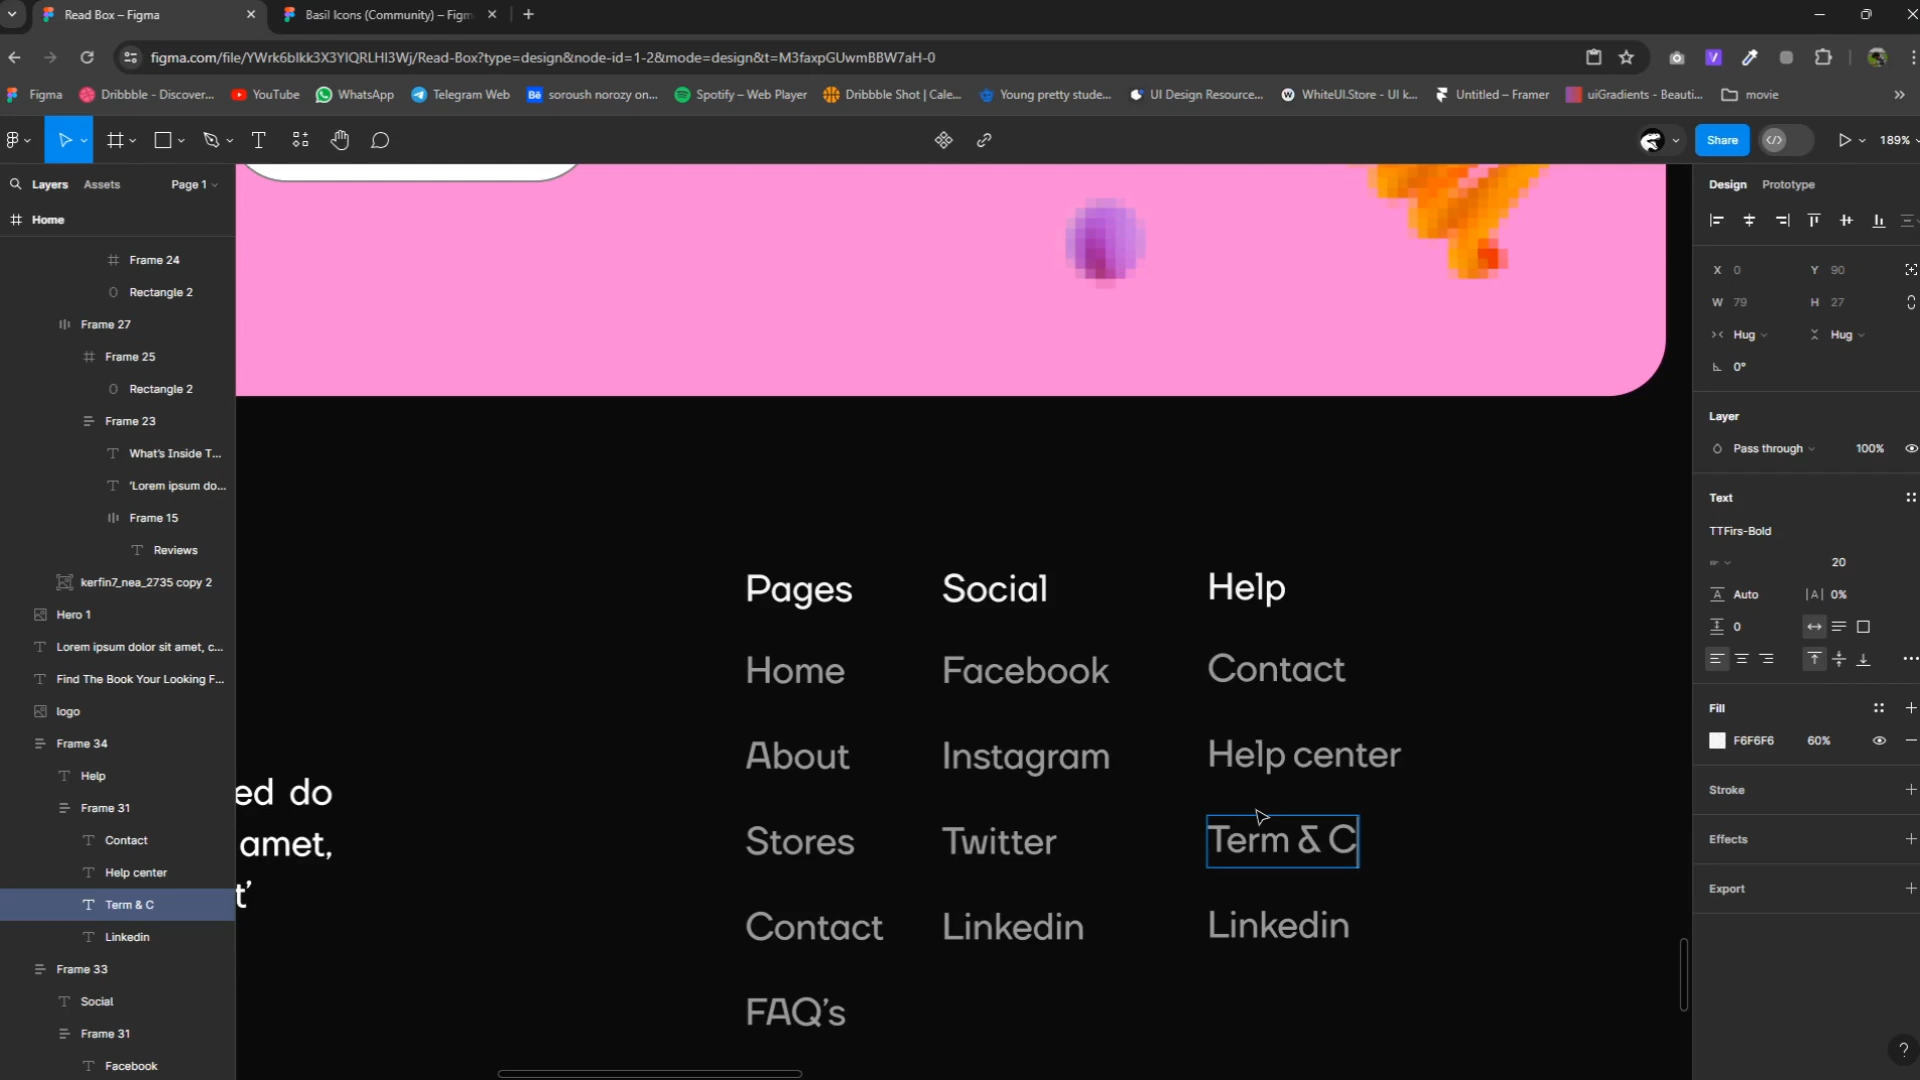 Read Box – Figma
Basil Icons (Community) – Figm
figma.com/file/YWrk6blkk3X3YlQRLHl3Wj/Read-Box?type=design&node-id=1-2&mode=design&t=M3faxpGUwmBBW7aH-0
Figma
Dribbble - Discover...
YouTube
WhatsApp
Telegram Web
Bē soroush norozy on...
Spotify – Web Player
Dribbble Shot | Cale...
Young pretty stude...
UI Design Resource...
WhiteUI.Store - UI k...
Untitled – Framer
uiGradients - Beauti...
movie
Share
189%
Layers
Assets
Page 1
Home
Frame 24
Rectangle 2
Frame 27
Frame 25
Rectangle 2
Frame 23
What's Inside T...
'Lorem ipsum do...
Frame 15
Reviews
kerfin7_nea_2735 copy 2
Hero 1
Lorem ipsum dolor sit amet, c...
Find The Book Your Looking F...
logo
Frame 34
Help
Frame 31
Contact
Help center
Term & C
Linkedin
Frame 33
Social
Frame 31
Facebook
ed do
amet,
t'
Pages
Home
About
Stores
Contact
FAQ's
Social
Facebook
Instagram
Twitter
Linkedin
Help
Contact
Help center
Term & C
Linkedin
Design
Prototype
X 0
Y 90
W 79
H 27
Hug
Hug
0°
Layer
Pass through
100%
Text
TTFirs-Bold
20
Auto
|A| 0%
0
Fill
F6F6F6
60%
Stroke
Effects
Export
?